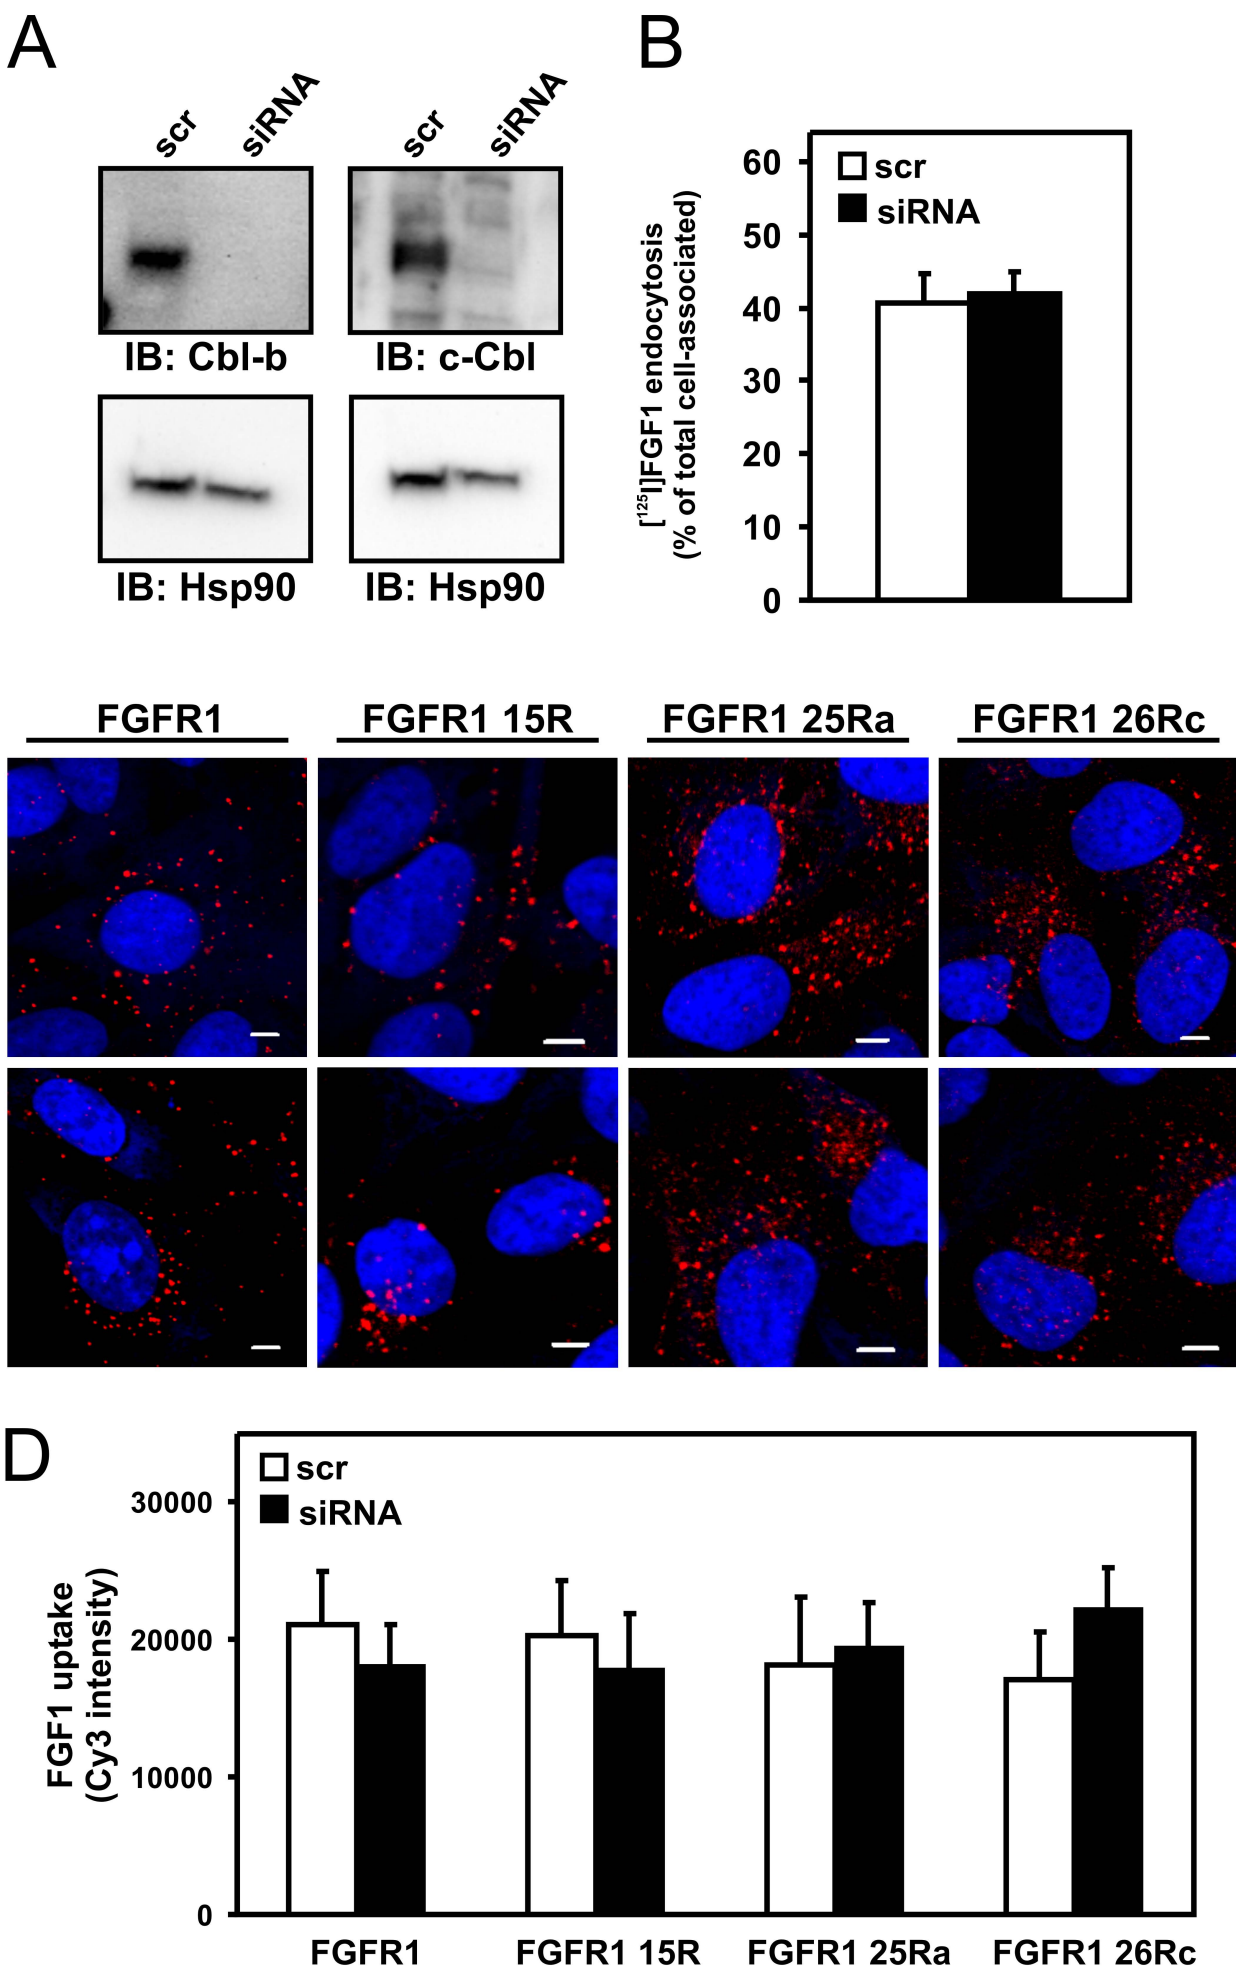 A
scr siRNA
scr siRNA
IB: Cbl-b
IB: c-Cbl
IB: Hsp90
IB: Hsp90
B
[125I]FGF1 endocytosis
(% of total cell-associated)
60
50
40
30
20
10
0
scr
siRNA
FGFR1
FGFR1 15R
FGFR1 25Ra
FGFR1 26Rc
D
FGF1 uptake
(Cy3 intensity)
30000
20000
10000
0
scr
siRNA
FGFR1
FGFR1 15R
FGFR1 25Ra
FGFR1 26Rc